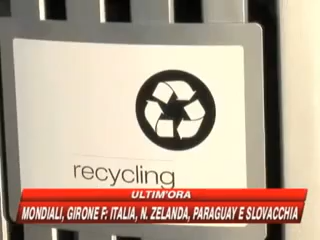 recycling
ULTIM'ORA
MONDIALI, GIRONE F: ITALIA, N. ZELANDA, PARAGUAY E SLOVACCHIA